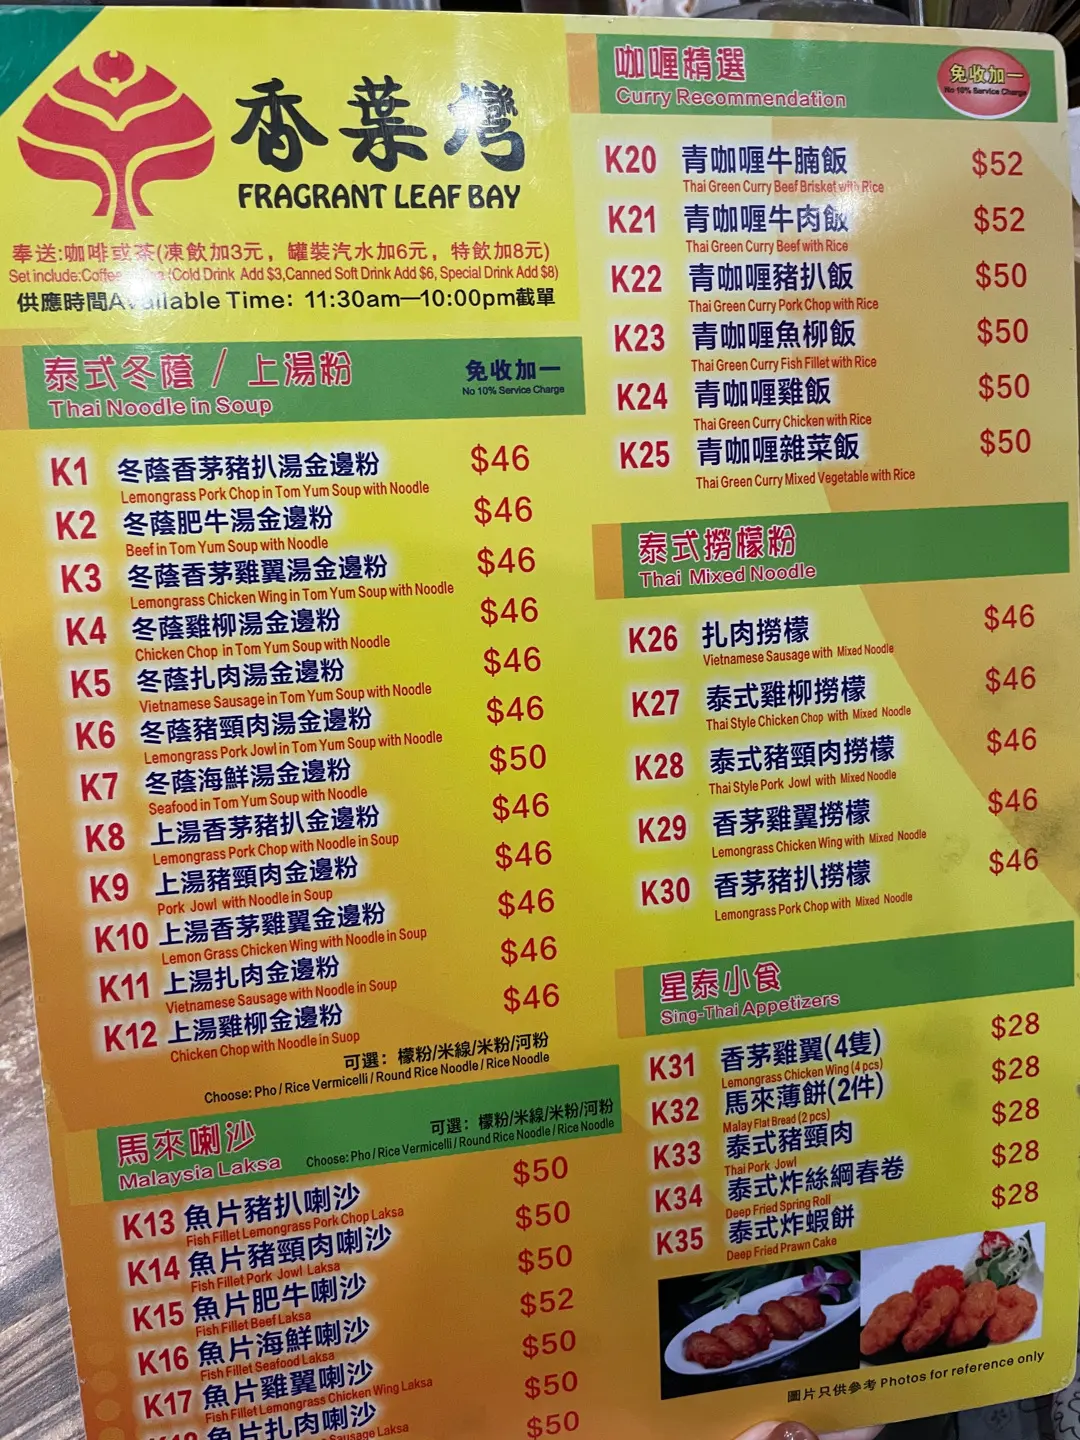 香葉灣
FRAGRANT LEAF BAY
奉送:咖啡或茶(凍飲加3元，罐裝汽水加6元，特飲加8元)
Set include:Coffee (Cold Drink Add $3,Canned Soft Drink Add $6, Special Drink Add $8)
供應時間Available Time：11:30am—10:00pm截單
泰式冬蔭 / 上湯粉
免收加一
Thai Noodle in Soup
No 10% Service Charge
K1 冬蔭香茅豬扒湯金邊粉 $46
Lemongrass Pork Chop in Tom Yum Soup with Noodle
K2 冬蔭肥牛湯金邊粉 $46
Beef in Tom Yum Soup with Noodle
K3 冬蔭香茅雞翼湯金邊粉 $46
Lemongrass Chicken Wing in Tom Yum Soup with Noodle
K4 冬蔭雞柳湯金邊粉 $46
Chicken Chop in Tom Yum Soup with Noodle
K5 冬蔭扎肉湯金邊粉 $46
Vietnamese Sausage in Tom Yum Soup with Noodle
K6 冬蔭豬頸肉湯金邊粉 $46
Lemongrass Pork Jowl in Tom Yum Soup with Noodle
K7 冬蔭海鮮湯金邊粉 $50
Seafood in Tom Yum Soup with Noodle
K8 上湯香茅豬扒金邊粉 $46
Lemongrass Pork Chop with Noodle in Soup
K9 上湯豬頸肉金邊粉 $46
Pork Jowl with Noodle in Soup
K10 上湯香茅雞翼金邊粉 $46
Lemon Grass Chicken Wing with Noodle in Soup
K11 上湯扎肉金邊粉 $46
Vietnamese Sausage with Noodle in Soup
K12 上湯雞柳金邊粉 $46
Chicken Chop with Noodle in Suop
可選：檬粉/米線/米粉/河粉
Choose: Pho / Rice Vermicelli / Round Rice Noodle / Rice Noodle
馬來喇沙
可選：檬粉/米線/米粉/河粉
Malaysia Laksa
Choose: Pho / Rice Vermicelli / Round Rice Noodle / Rice Noodle
K13 魚片豬扒喇沙 $50
Fish Fillet Lemongrass Pork Chop Laksa
K14 魚片豬頸肉喇沙 $50
Fish Fillet Pork Jowl Laksa
K15 魚片肥牛喇沙 $50
Fish Fillet Beef Laksa
K16 魚片海鮮喇沙 $52
Fish Fillet Seafood Laksa
K17 魚片雞翼喇沙 $50
Fish Fillet Lemongrass Chicken Wing Laksa
K18 魚片扎肉喇沙 $50
Sausage Laksa
$50
咖喱精選
免收加一
Curry Recommendation
No 10% Service Charge
K20 青咖喱牛腩飯 $52
Thai Green Curry Beef Brisket with Rice
K21 青咖喱牛肉飯 $52
Thai Green Curry Beef with Rice
K22 青咖喱豬扒飯 $50
Thai Green Curry Pork Chop with Rice
K23 青咖喱魚柳飯 $50
Thai Green Curry Fish Fillet with Rice
K24 青咖喱雞飯 $50
Thai Green Curry Chicken with Rice
K25 青咖喱雜菜飯 $50
Thai Green Curry Mixed Vegetable with Rice
泰式撈檬粉
Thai Mixed Noodle
K26 扎肉撈檬 $46
Vietnamese Sausage with Mixed Noodle
K27 泰式雞柳撈檬 $46
Thai Style Chicken Chop with Mixed Noodle
K28 泰式豬頸肉撈檬 $46
Thai Style Pork Jowl with Mixed Noodle
K29 香茅雞翼撈檬 $46
Lemongrass Chicken Wing with Mixed Noodle
K30 香茅豬扒撈檬 $46
Lemongrass Pork Chop with Mixed Noodle
星泰小食
Sing-Thai Appetizers
K31 香茅雞翼(4隻) $28
Lemongrass Chicken Wing (4 pcs)
K32 馬來薄餅(2件) $28
Malay Flat Bread (2 pcs)
K33 泰式豬頸肉 $28
Thai Pork Jowl
K34 泰式炸絲綱春卷 $28
Deep Fried Spring Roll
K35 泰式炸蝦餅 $28
Deep Fried Prawn Cake
圖片只供參考 Photos for reference only